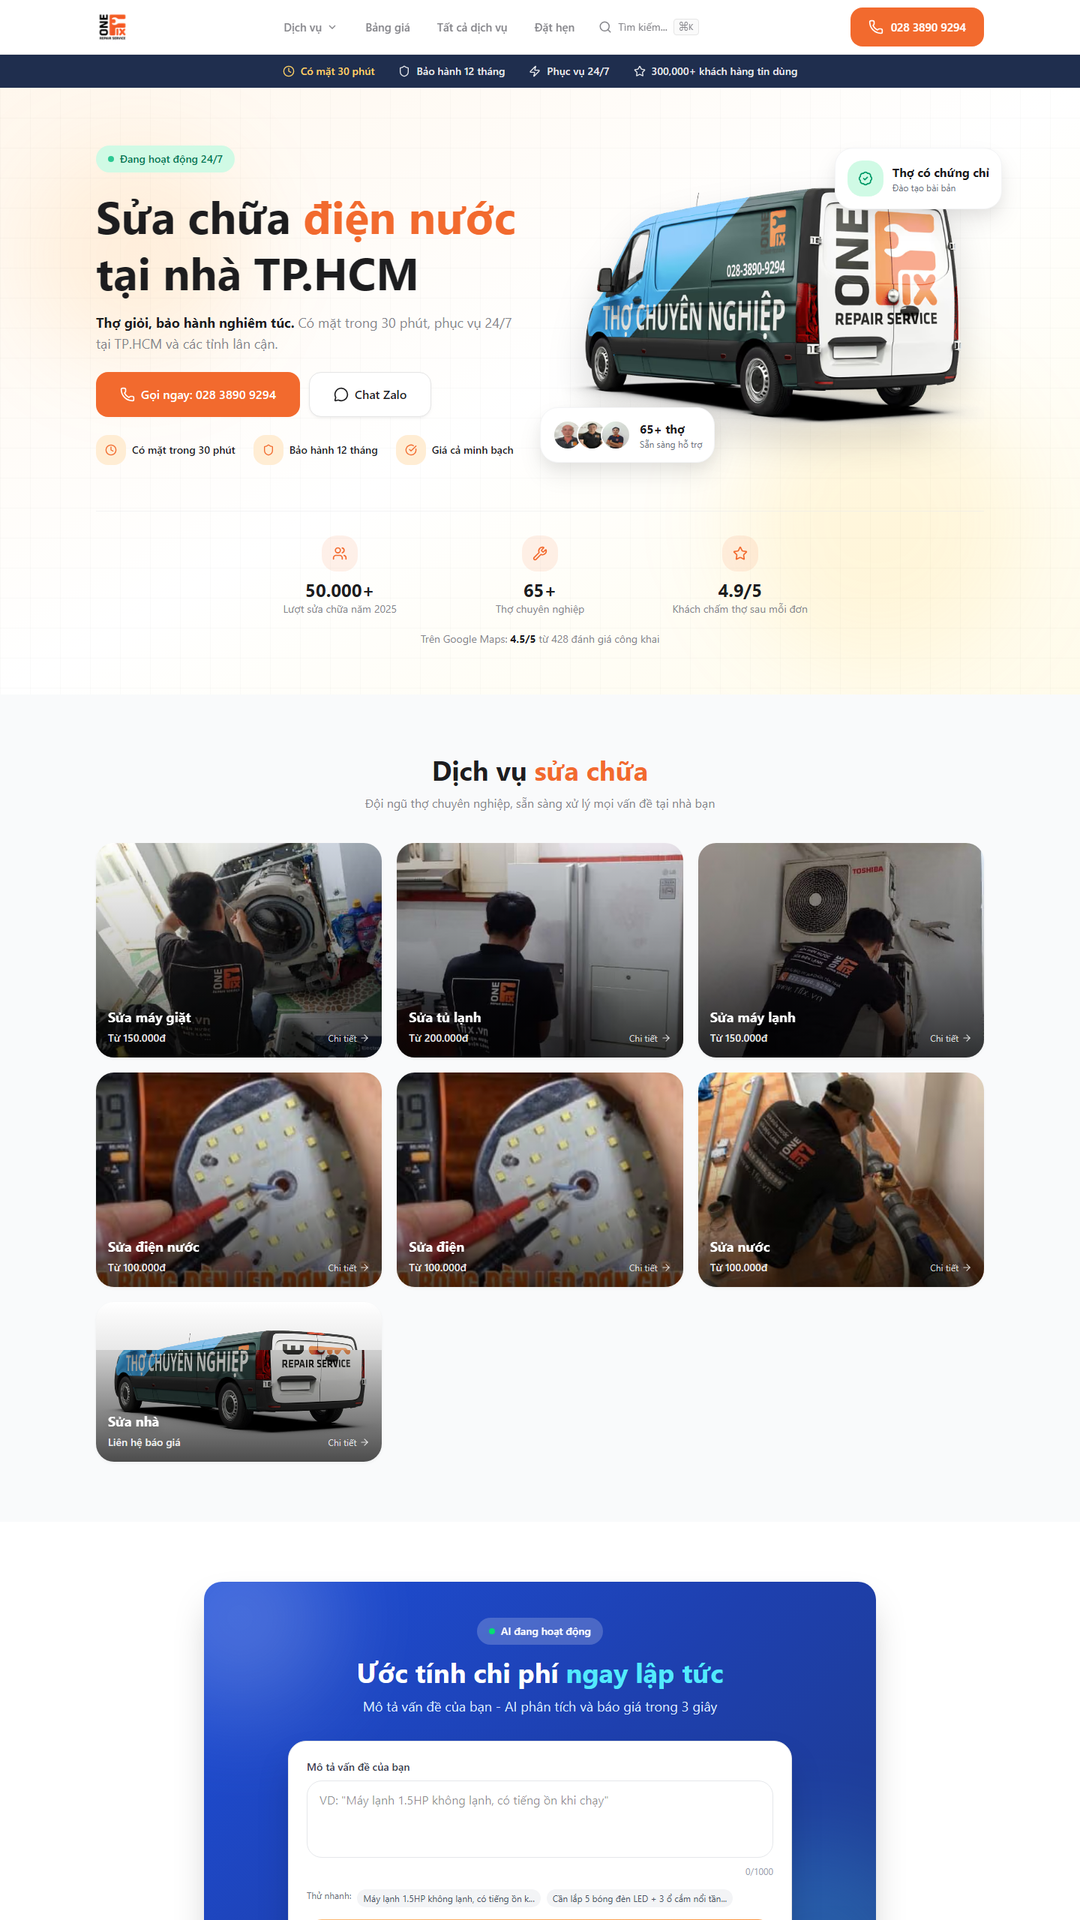 ONE
FIX
REPAIR SERVICE
Dịch vụ
Bảng giá
Tất cả dịch vụ
Đặt hẹn
Tìm kiếm...
⌘K
028 3890 9294
Có mặt 30 phút
Bảo hành 12 tháng
Phục vụ 24/7
300,000+ khách hàng tin dùng
Đang hoạt động 24/7
Sửa chữa điện nước
tại nhà TP.HCM
Thợ giỏi, bảo hành nghiêm túc. Có mặt trong 30 phút, phục vụ 24/7
tại TP.HCM và các tỉnh lân cận.
Gọi ngay: 028 3890 9294
Chat Zalo
Có mặt trong 30 phút
Bảo hành 12 tháng
Giá cả minh bạch
Thợ có chứng chỉ
Đào tạo bài bản
028-3890-9294
THỢ CHUYÊN NGHIỆP
ONE
FIX
REPAIR SERVICE
65+ thợ
Sẵn sàng hỗ trợ
50.000+
Lượt sửa chữa năm 2025
65+
Thợ chuyên nghiệp
4.9/5
Khách chấm thợ sau mỗi đơn
Trên Google Maps: 4.5/5 từ 428 đánh giá công khai
Dịch vụ sửa chữa
Đội ngũ thợ chuyên nghiệp, sẵn sàng xử lý mọi vấn đề tại nhà bạn
Sửa máy giặt
Từ 150.000đ
Chi tiết →
Sửa tủ lạnh
Từ 200.000đ
Chi tiết →
TOSHIBA
Sửa máy lạnh
Từ 150.000đ
Chi tiết →
Sửa điện nước
Từ 100.000đ
Chi tiết →
Sửa điện
Từ 100.000đ
Chi tiết →
Sửa nước
Từ 100.000đ
Chi tiết →
THỢ CHUYÊN NGHIỆP
REPAIR SERVICE
Sửa nhà
Liên hệ báo giá
Chi tiết →
AI đang hoạt động
Ước tính chi phí ngay lập tức
Mô tả vấn đề của bạn - AI phân tích và báo giá trong 3 giây
Mô tả vấn đề của bạn
VD: "Máy lạnh 1.5HP không lạnh, có tiếng ồn khi chạy"
0/1000
Thử nhanh:
Máy lạnh 1.5HP không lạnh, có tiếng ồn k...
Cần lắp 5 bóng đèn LED + 3 ổ cắm nổi tần...